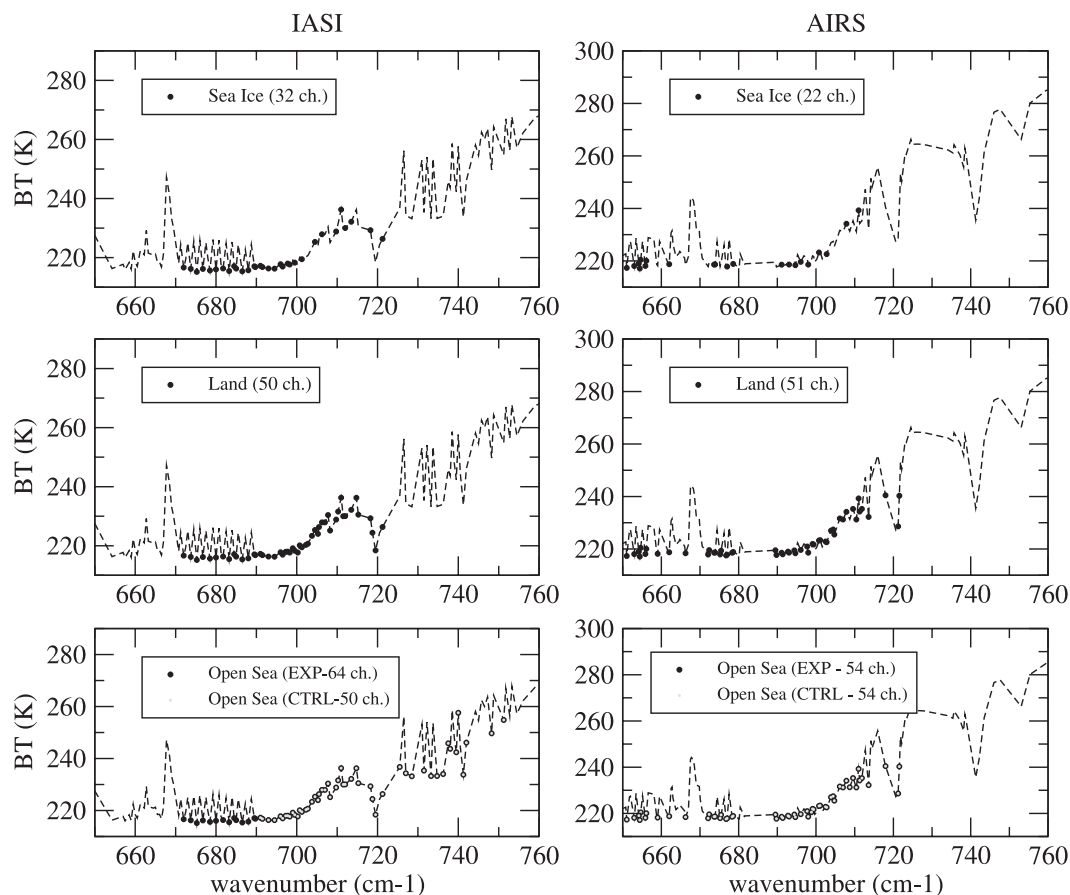 IASI
AIRS
BT (K)
280
260
240
220
Sea Ice (32 ch.)
660 680 700 720 740 760
300
280
260
240
220
Sea Ice (22 ch.)
660 680 700 720 740 760
BT (K)
280
260
240
220
Land (50 ch.)
660 680 700 720 740 760
300
280
260
240
220
Land (51 ch.)
660 680 700 720 740 760
BT (K)
280
260
240
220
Open Sea (EXP-64 ch.)
Open Sea (CTRL-50 ch.)
660 680 700 720 740 760
wavenumber (cm-1)
300
280
260
240
220
Open Sea (EXP - 54 ch.)
Open Sea (CTRL - 54 ch.)
660 680 700 720 740 760
wavenumber (cm-1)